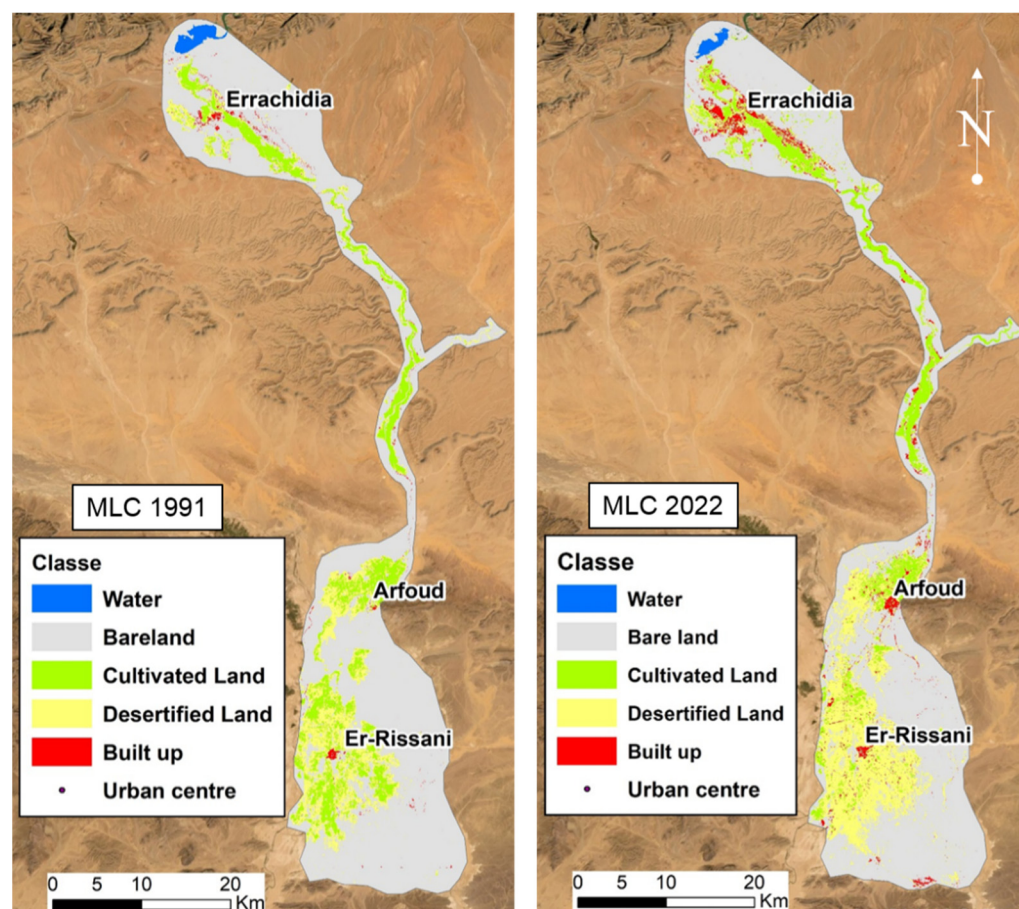 Errachidia
MLC 1991
Classe
Water
Bareland
Cultivated Land
Desertified Land
Built up
Urban centre
Arfoud
Er-Rissani
0 5 10 20
Km
Errachidia
N
MLC 2022
Classe
Water
Bare land
Cultivated Land
Desertified Land
Built up
Urban centre
Arfoud
Er-Rissani
0 5 10 20
Km